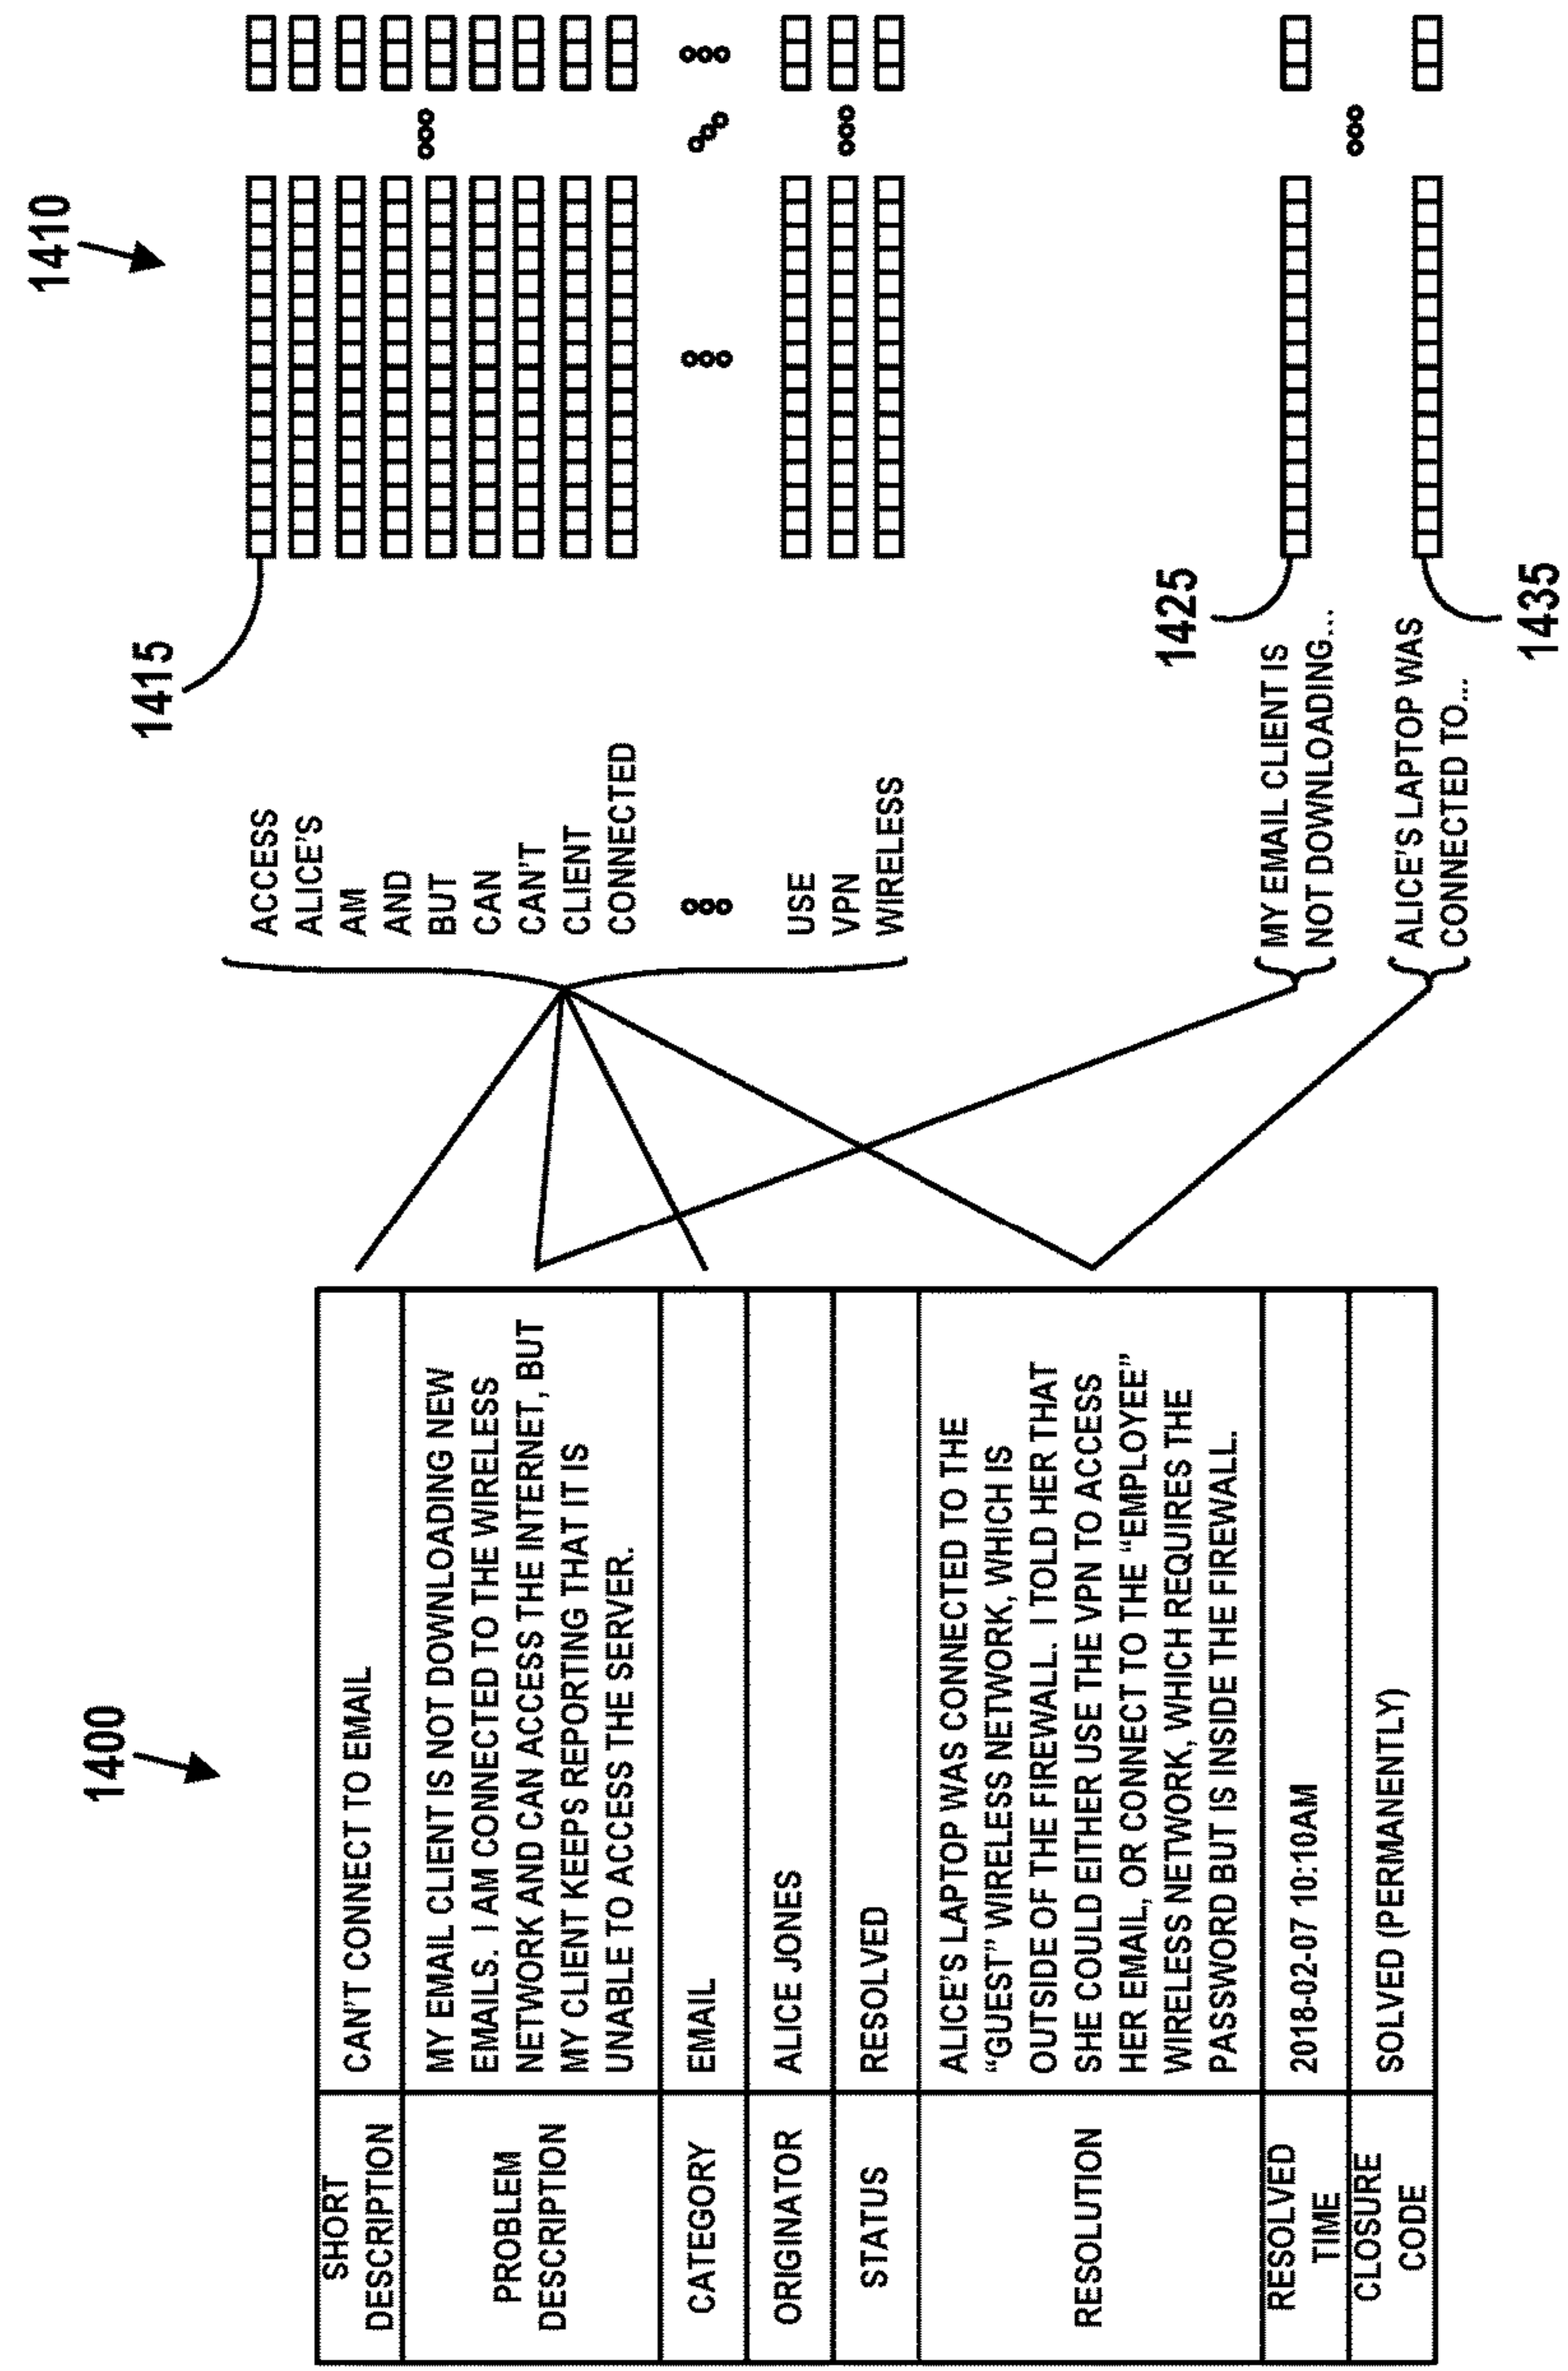 1400
SHORT
DESCRIPTION
CAN'T CONNECT TO EMAIL
PROBLEM
DESCRIPTION
MY EMAIL CLIENT IS NOT DOWNLOADING NEW
EMAILS. I AM CONNECTED TO THE WIRELESS
NETWORK AND CAN ACCESS THE INTERNET, BUT
MY CLIENT KEEPS REPORTING THAT IT IS
UNABLE TO ACCESS THE SERVER.
CATEGORY
EMAIL
ORIGINATOR
ALICE JONES
STATUS
RESOLVED
RESOLUTION
ALICE'S LAPTOP WAS CONNECTED TO THE
“GUEST” WIRELESS NETWORK, WHICH IS
OUTSIDE OF THE FIREWALL. I TOLD HER THAT
SHE COULD EITHER USE THE VPN TO ACCESS
HER EMAIL, OR CONNECT TO THE “EMPLOYEE”
WIRELESS NETWORK, WHICH REQUIRES THE
PASSWORD BUT IS INSIDE THE FIREWALL.
RESOLVED
TIME
2018-02-07 10:10AM
CLOSURE
CODE
SOLVED (PERMANENTLY)
1410
1415
ACCESS
ALICE'S
AM
AND
BUT
CAN
CAN'T
CLIENT
CONNECTED
USE
VPN
WIRELESS
1425
MY EMAIL CLIENT IS
NOT DOWNLOADING...
ALICE'S LAPTOP WAS
CONNECTED TO...
1435